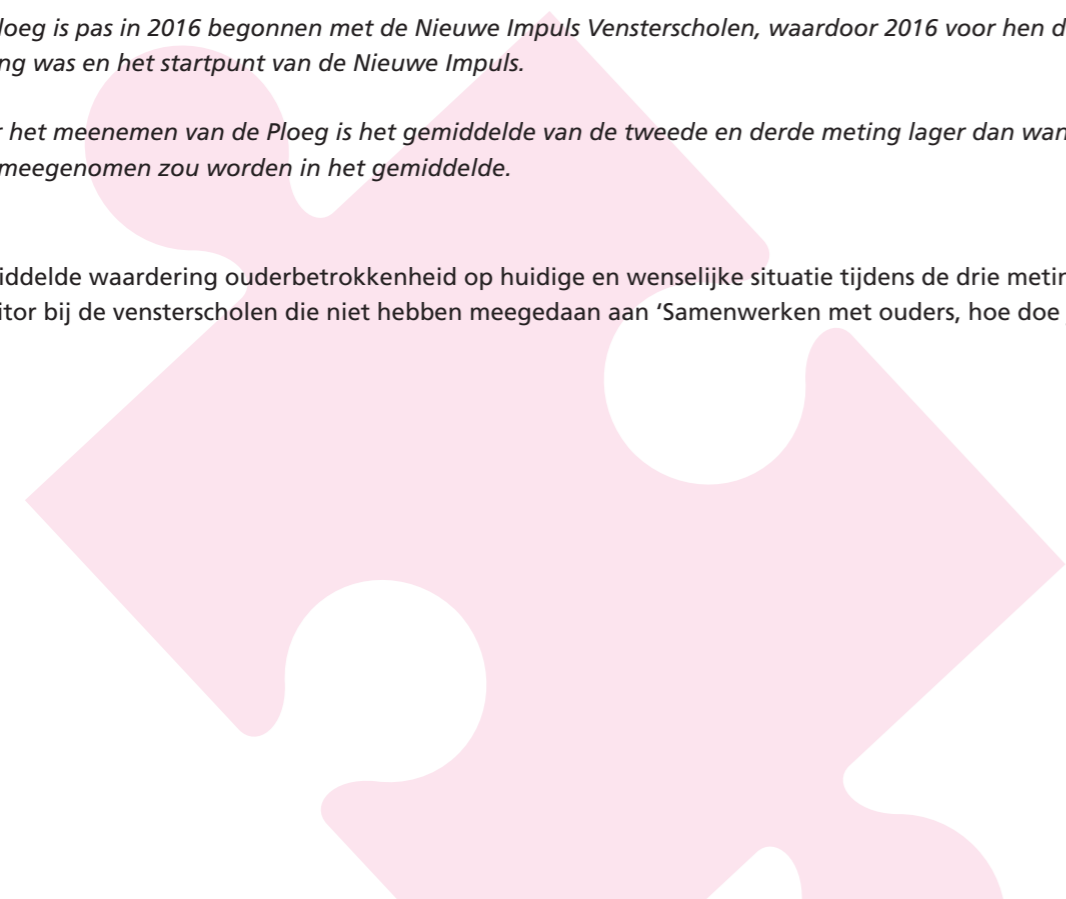 loeg is pas in 2016 begonnen met de Nieuwe Impuls Vensterscholen, waardoor 2016 voor hen d
ng was en het startpunt van de Nieuwe Impuls.
r het meenemen van de Ploeg is het gemiddelde van de tweede en derde meting lager dan wan
meegenomen zou worden in het gemiddelde.
iddelde waardering ouderbetrokkenheid op huidige en wenselijke situatie tijdens de drie metin
itor bij de vensterscholen die niet hebben meegedaan aan ‘Samenwerken met ouders, hoe doe